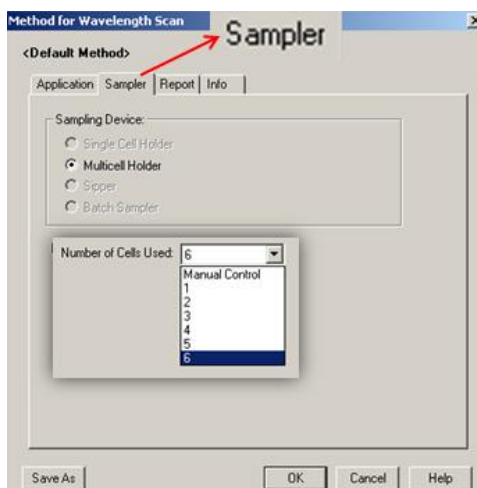 Method for Wavelength Scan
Sampler
<Default Method>
Application Sampler Report Info
Sampling Device:
Single Cell Holder
Multicell Holder
Sipper
Batch Sampler
Number of Cells Used: 6
Manual Control
1
2
3
4
5
6
Save As OK Cancel Help